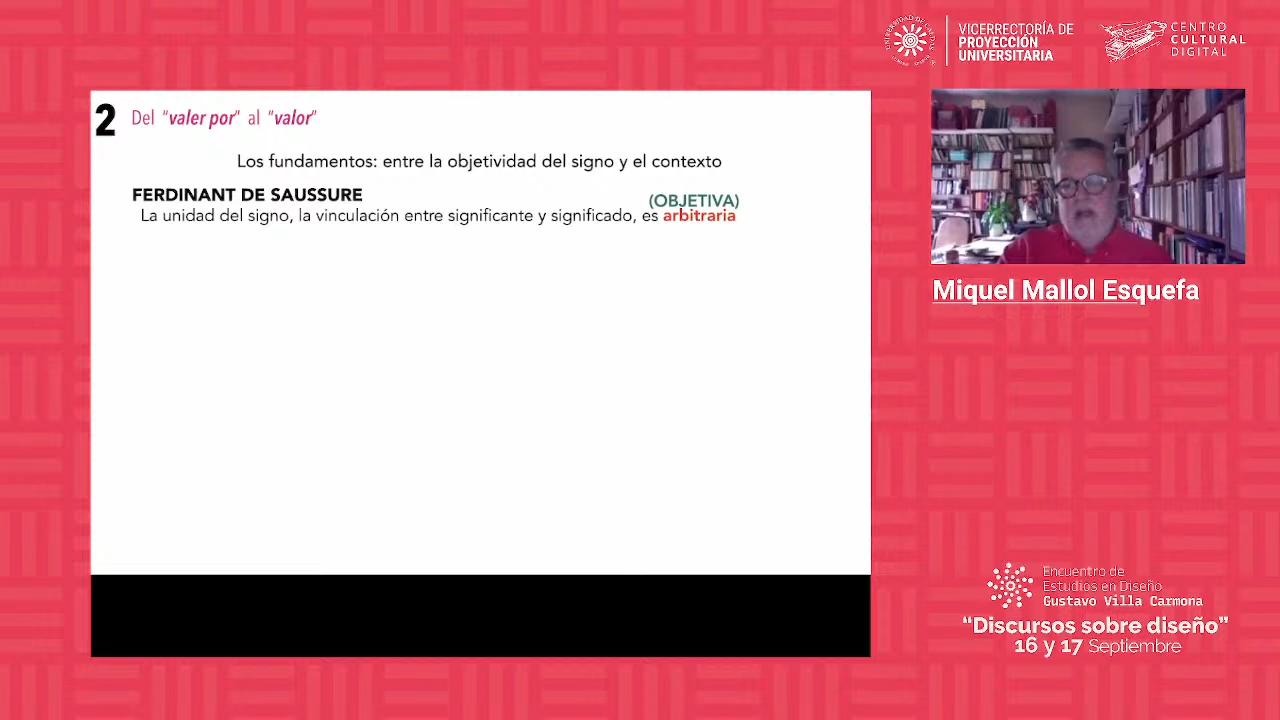 VICERRECTORÍA DE
PROYECCIÓN
UNIVERSITARIA
CENTRO
CULTURAL
DIGITAL
2 Del "valer por" al "valor"
Los fundamentos: entre la objetividad del signo y el contexto
FERDINANT DE SAUSSURE
(OBJETIVA)
La unidad del signo, la vinculación entre significante y significado, es arbitraria
Miquel Mallol Esquefa
Encuentro de
Estudios en Diseño
Gustavo Villa Carmona
"Discursos sobre diseño"
16 y 17 Septiembre